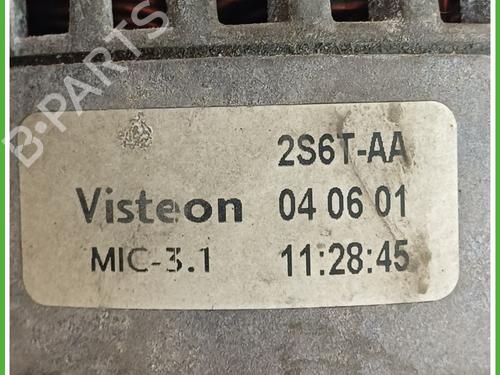 B-PARTS
2S6T-AA
Visteon 04 06 01
MIC-3.1 11:28:45